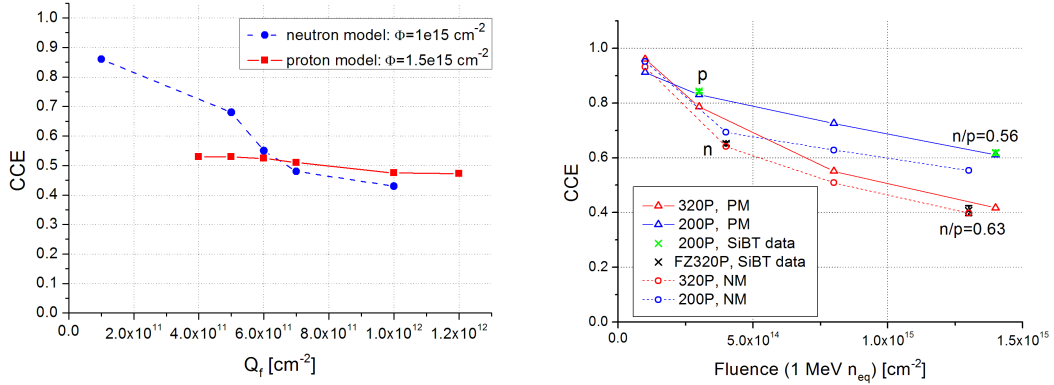 neutron model: Φ=1e15 cm⁻²
proton model: Φ=1.5e15 cm⁻²
1.0
0.9
0.8
0.7
0.6
0.5
0.4
0.3
0.2
0.1
0.0
CCE
0.0 2.0x10¹¹ 4.0x10¹¹ 6.0x10¹¹ 8.0x10¹¹ 1.0x10¹² 1.2x10¹²
Q_f [cm⁻²]
1.0
0.8
0.6
0.4
0.2
0.0
CCE
p
n
n/p=0.56
n/p=0.63
320P, PM
200P, PM
200P, SiBT data
FZ320P, SiBT data
320P, NM
200P, NM
5.0x10¹⁴ 1.0x10¹⁵ 1.5x10¹⁵
Fluence (1 MeV n_eq) [cm⁻²]